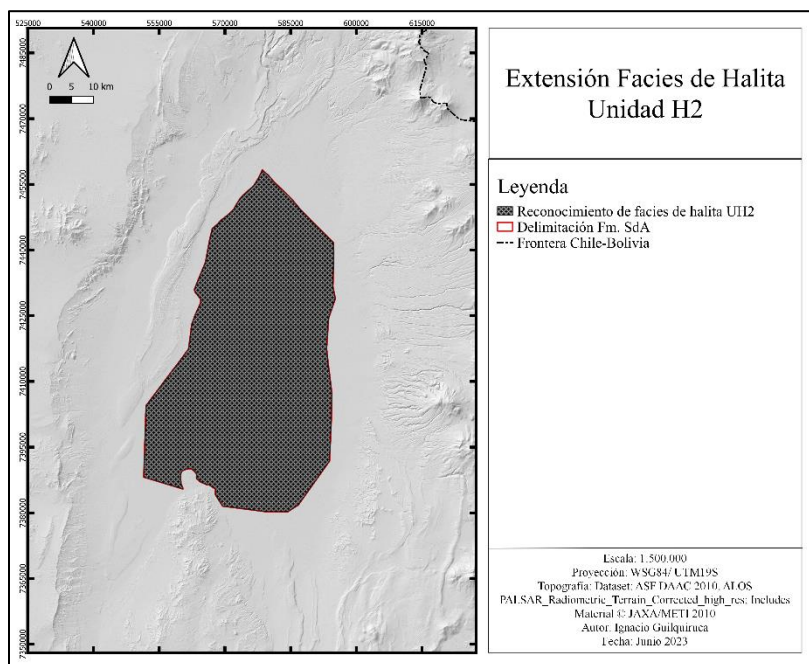 525000 540000 555000 570000 585000 600000 615000
7485000
7470000
7455000
7440000
7425000
7410000
7395000
7380000
7365000
7350000
0 5 10 km
Extensión Facies de Halita
Unidad H2
Leyenda
Reconocimiento de facies de halita UH2
Delimitación Fm. SdA
Frontera Chile-Bolivia
Escala: 1.500.000
Proyección: WSG84/ UTM19S
Topografía: Dataset: ASF DAAC 2010, ALOS
PALSAR_Radiometric_Terrain_Corrected_high_res; Includes
Material © JAXA/METI 2010
Autor: Ignacio Guilquiruca
Fecha: Junio 2023